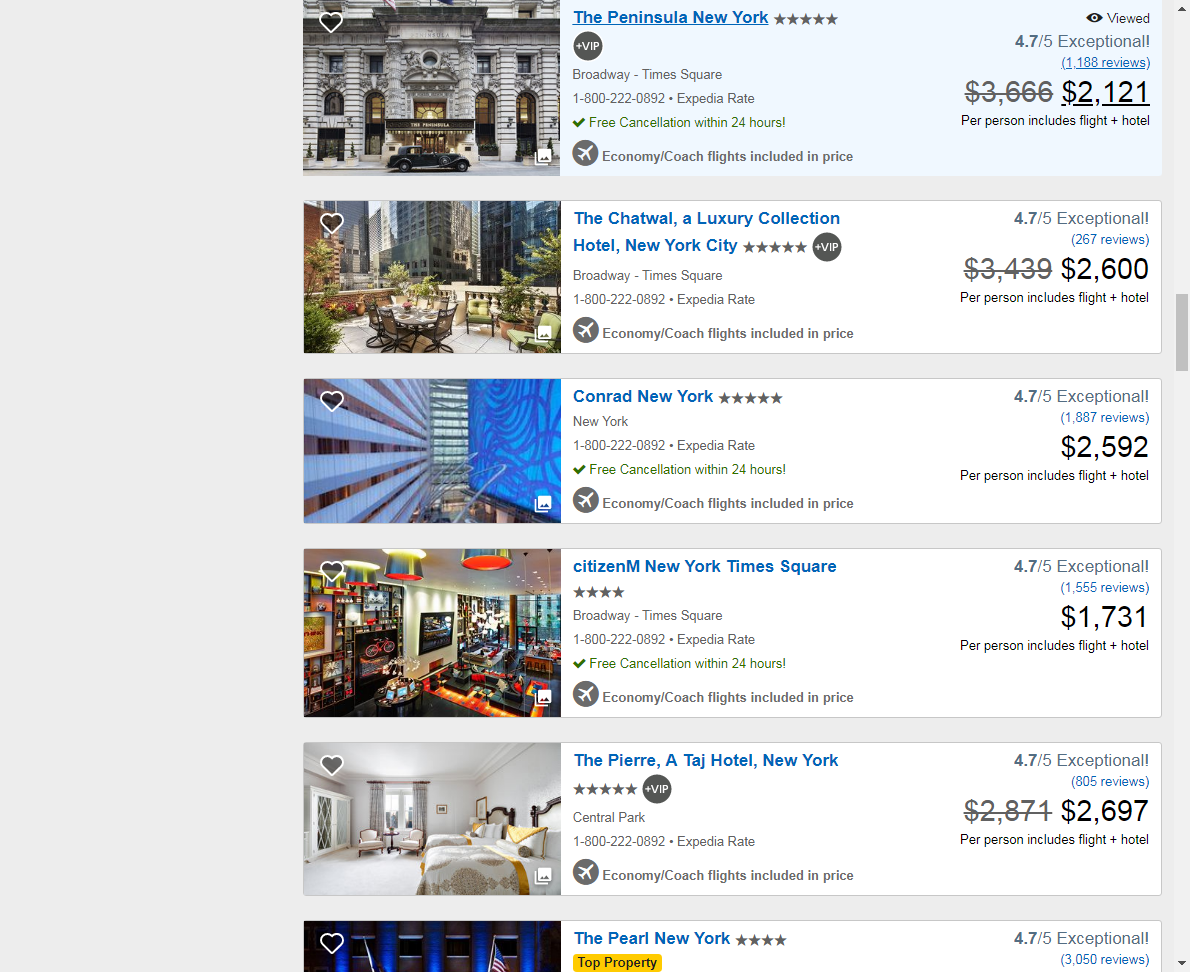 The Peninsula New York
+VIP
Broadway - Times Square
1-800-222-0892 • Expedia Rate
Free Cancellation within 24 hours!
Economy/Coach flights included in price
Viewed
4.7/5 Exceptional!
(1,188 reviews)
$3,666 $2,121
Per person includes flight + hotel
THE PENINSULA
The Chatwal, a Luxury Collection
Hotel, New York City +VIP
Broadway - Times Square
1-800-222-0892 • Expedia Rate
Economy/Coach flights included in price
4.7/5 Exceptional!
(267 reviews)
$3,439 $2,600
Per person includes flight + hotel
Conrad New York
New York
1-800-222-0892 • Expedia Rate
Free Cancellation within 24 hours!
Economy/Coach flights included in price
4.7/5 Exceptional!
(1,887 reviews)
$2,592
Per person includes flight + hotel
citizenM New York Times Square
Broadway - Times Square
1-800-222-0892 • Expedia Rate
Free Cancellation within 24 hours!
Economy/Coach flights included in price
4.7/5 Exceptional!
(1,555 reviews)
$1,731
Per person includes flight + hotel
The Pierre, A Taj Hotel, New York
+VIP
Central Park
1-800-222-0892 • Expedia Rate
Economy/Coach flights included in price
4.7/5 Exceptional!
(805 reviews)
$2,871 $2,697
Per person includes flight + hotel
The Pearl New York
Top Property
4.7/5 Exceptional!
(3,050 reviews)